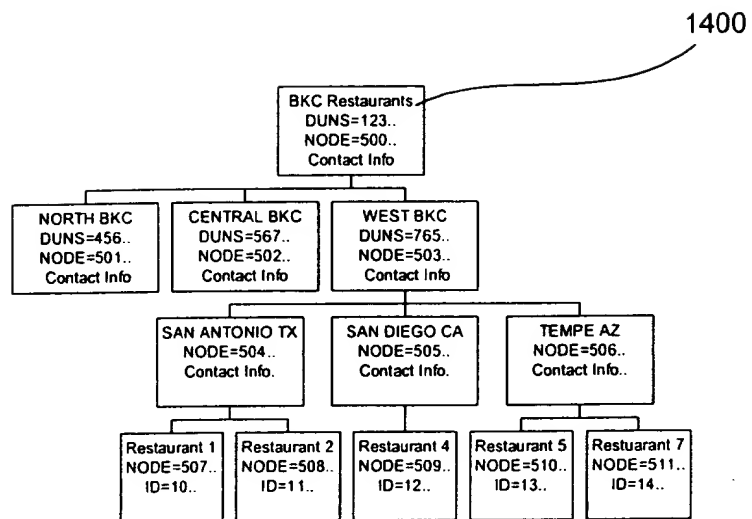 1400
BKC Restaurants
DUNS=123..
NODE=500..
Contact Info
NORTH BKC
DUNS=456..
NODE=501..
Contact Info
CENTRAL BKC
DUNS=567..
NODE=502..
Contact Info
WEST BKC
DUNS=765..
NODE=503..
Contact Info
SAN ANTONIO TX
NODE=504..
Contact Info.
SAN DIEGO CA
NODE=505..
Contact Info.
TEMPE AZ
NODE=506..
Contact Info..
Restaurant 1
NODE=507..
ID=10..
Restaurant 2
NODE=508..
ID=11..
Restaurant 4
NODE=509..
ID=12..
Restaurant 5
NODE=510..
ID=13..
Restuarant 7
NODE=511..
ID=14..